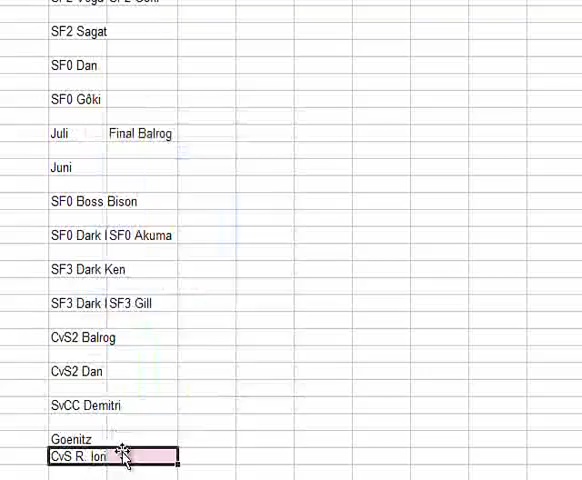 SF2 Sagat
SF0 Dan
SF0 Gôki
Juli Final Balrog
Juni
SF0 Boss Bison
SF0 Dark SF0 Akuma
SF3 Dark Ken
SF3 Dark SF3 Gill
CvS2 Balrog
CvS2 Dan
SvCC Demitri
Goenitz
CvS R. Iori